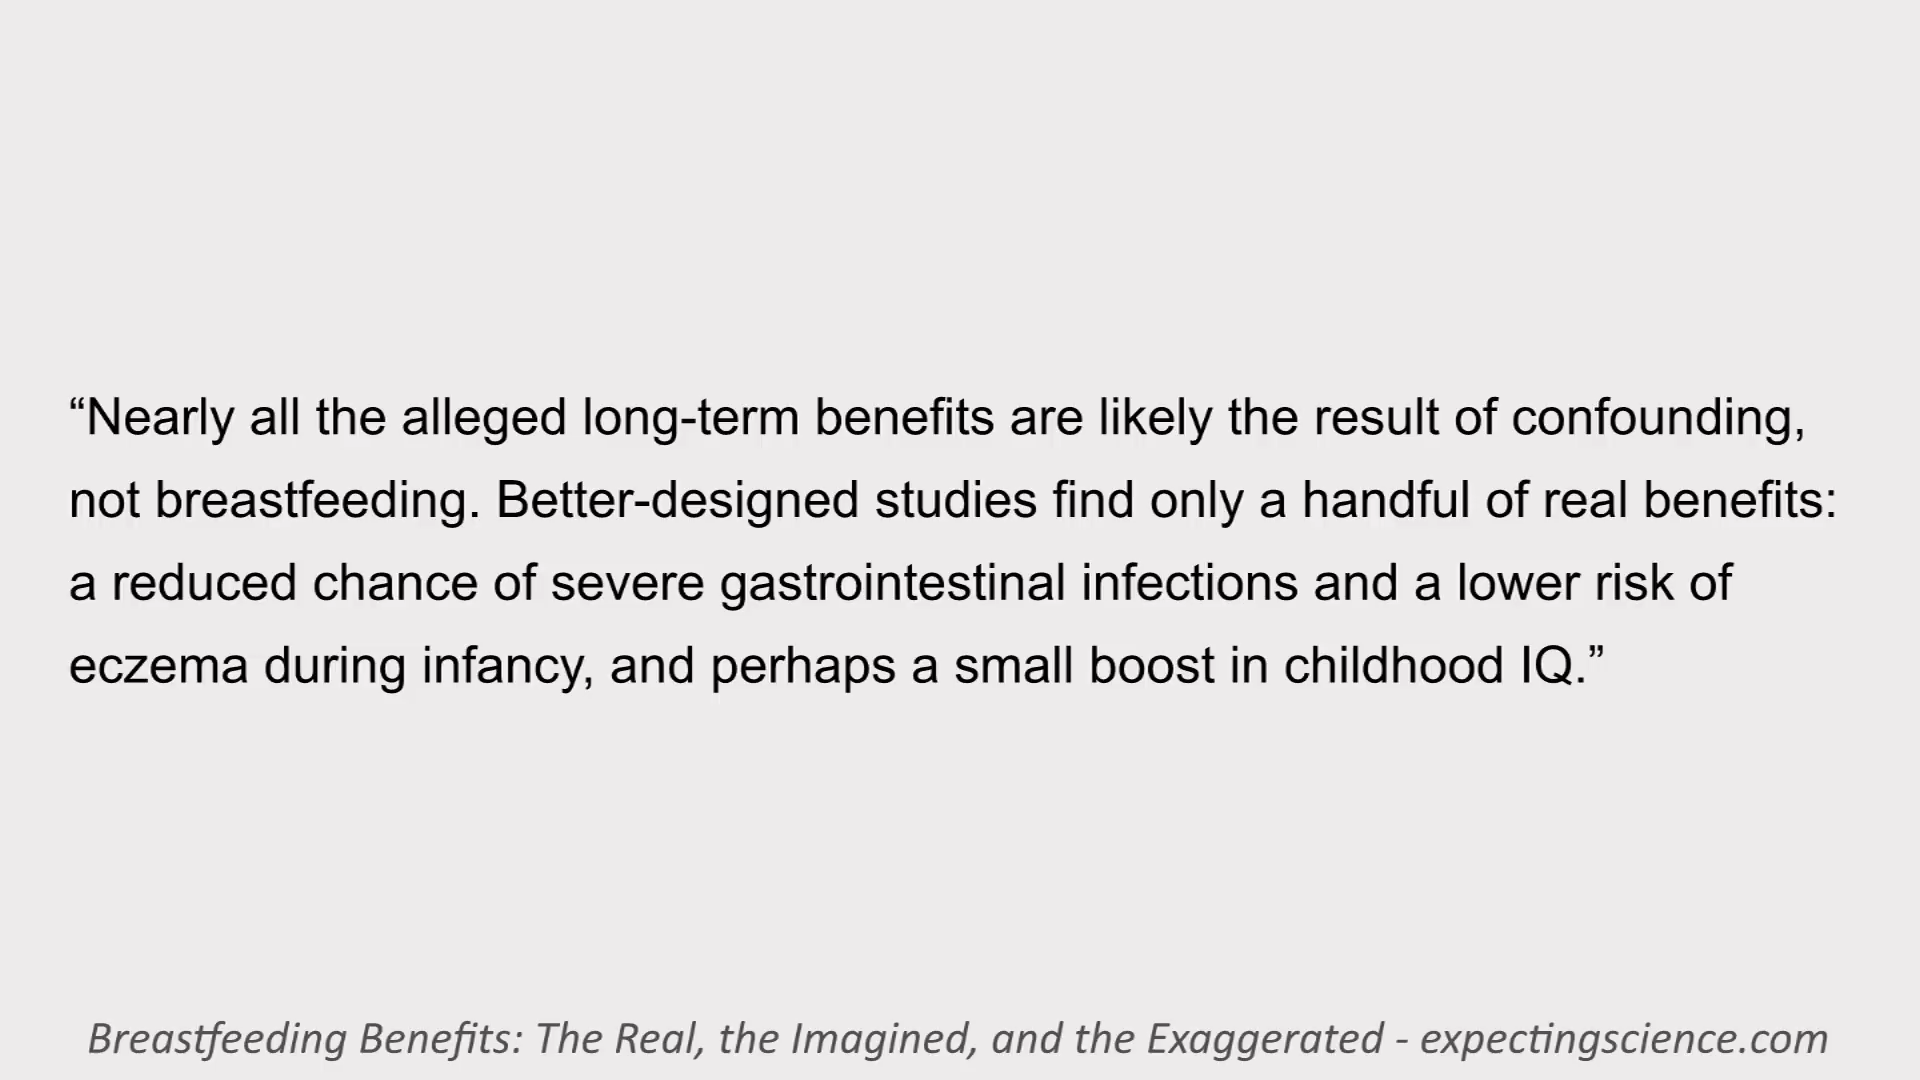 “Nearly all the alleged long-term benefits are likely the result of confounding,
not breastfeeding. Better-designed studies find only a handful of real benefits:
a reduced chance of severe gastrointestinal infections and a lower risk of
eczema during infancy, and perhaps a small boost in childhood IQ.”
Breastfeeding Benefits: The Real, the Imagined, and the Exaggerated - expectingscience.com